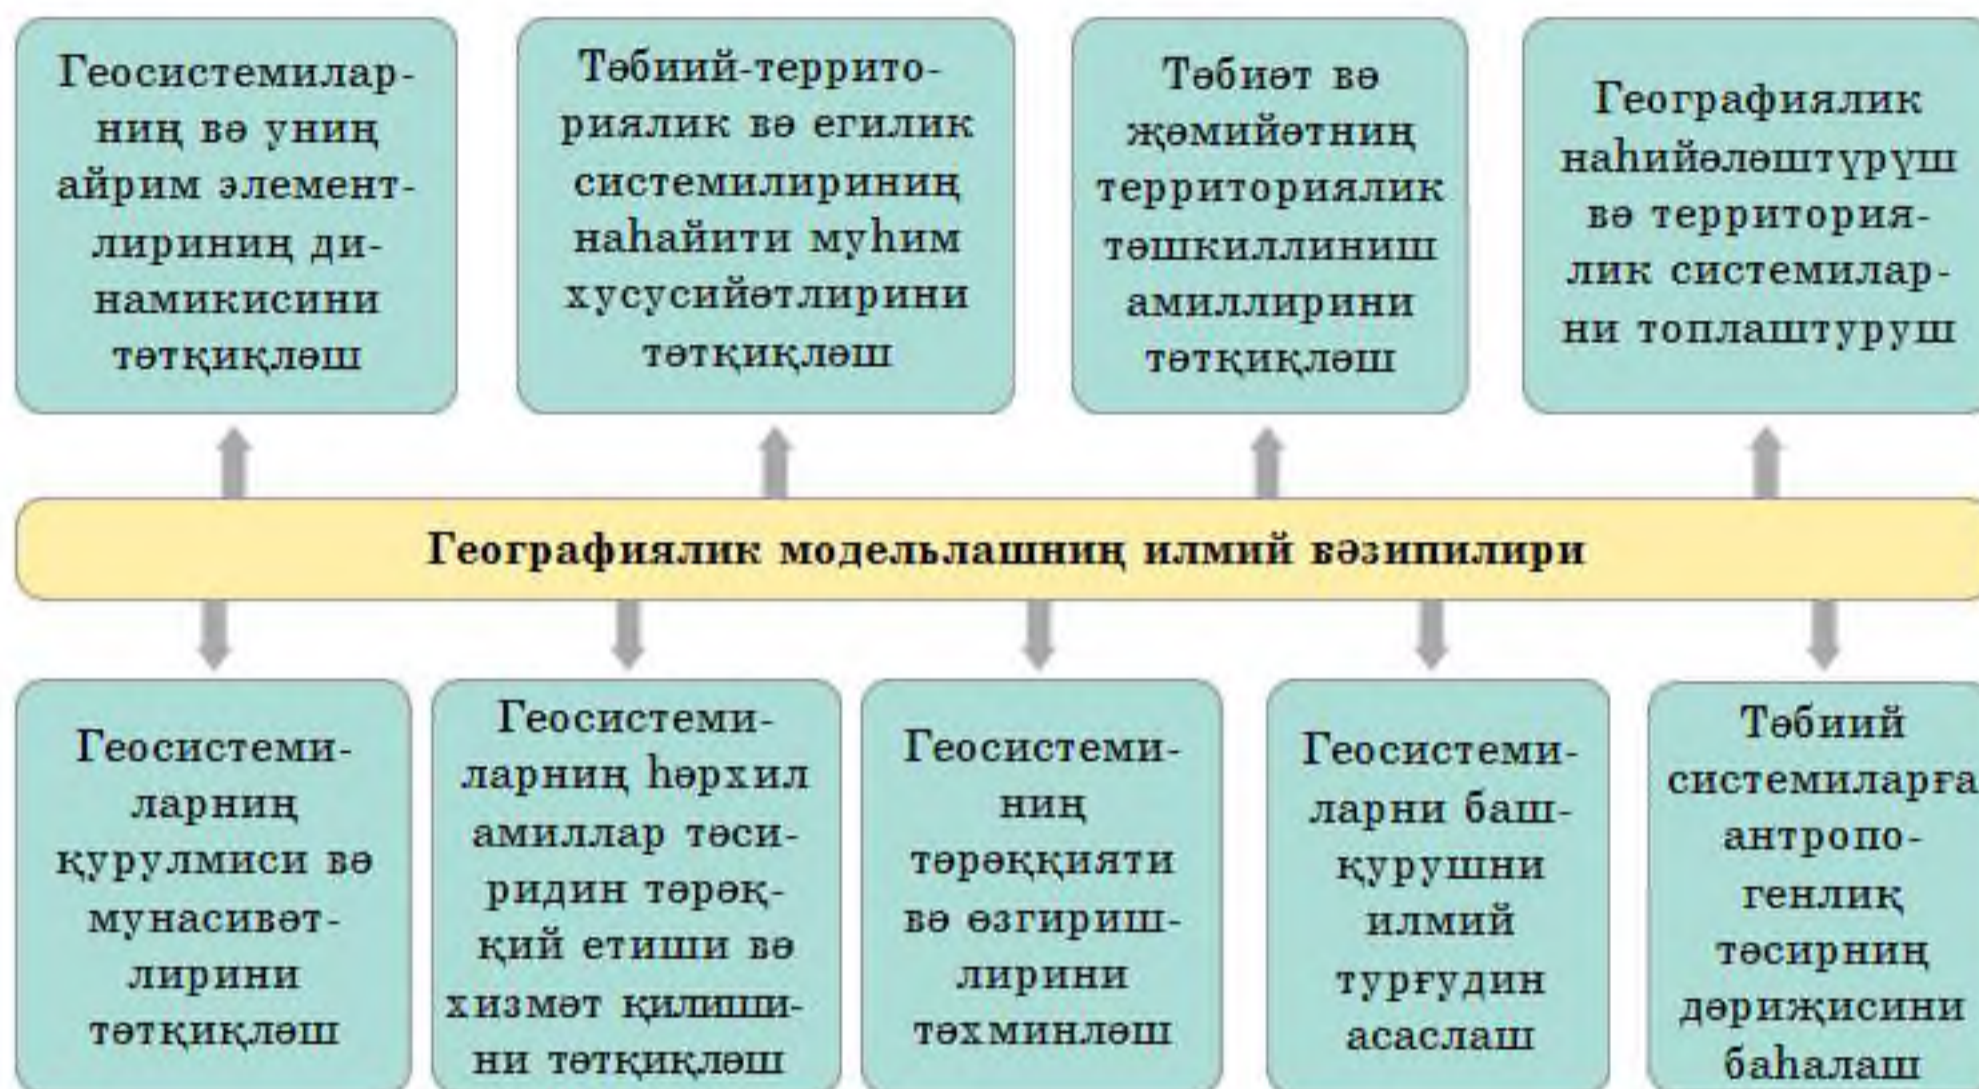 Геосистемилар-
ниң вә униң
айрим элемент-
лириниң ди-
намикисини
тәтқиқләш
Тәбиий-террито-
риялик вә егилик
системилириниң
наһайити муһим
хусусийәтлирини
тәтқиқләш
Тәбиәт вә
җәмийәтниң
территориялик
тәшкиллиниш
амиллирини
тәтқиқләш
Географиялик
наһийәләштүрүш
вә территория-
лик системилар-
ни топлаштуруш
Географиялик модельлашниң илмий вәзипилири
Геосистеми-
ларниң
қурулмиси вә
мунасивәт-
лирини
тәтқиқләш
Геосистеми-
ларниң һәрхил
амиллар тәси-
ридин тәрәқ-
қий етиши вә
хизмәт қилиши-
ни тәтқиқләш
Геосистеми-
ниң
тәрәққияти
вә өзгириш-
лирини
тәхминләш
Геосистеми-
ларни баш-
қурушни
илмий
турғудин
асаслаш
Тәбиий
системиларға
антропо-
генлиқ
тәсирниң
дәриҗисини
баһалаш